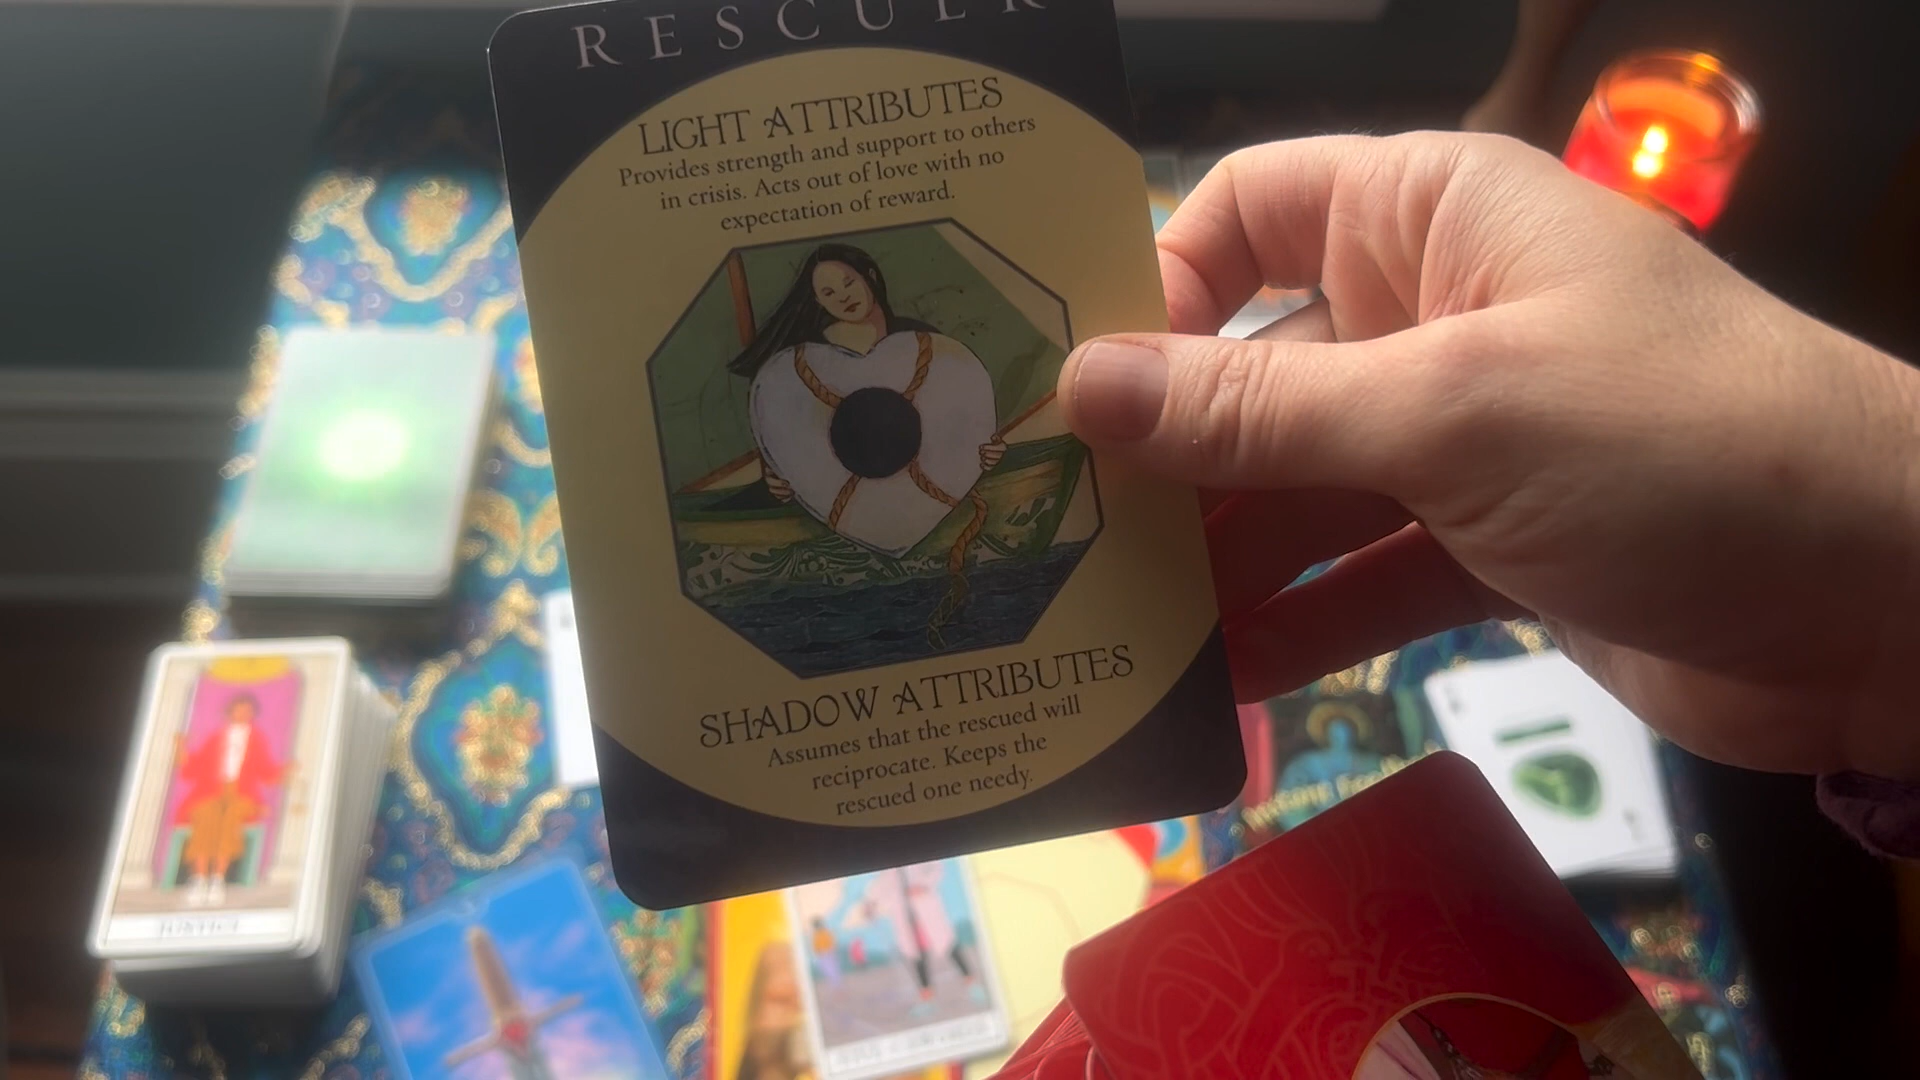 RESCUER
LIGHT ATTRIBUTES
Provides strength and support to others
in crisis. Acts out of love with no
expectation of reward.
SHADOW ATTRIBUTES
Assumes that the rescued will
reciprocate. Keeps the
rescued one needy.
JUSTICE